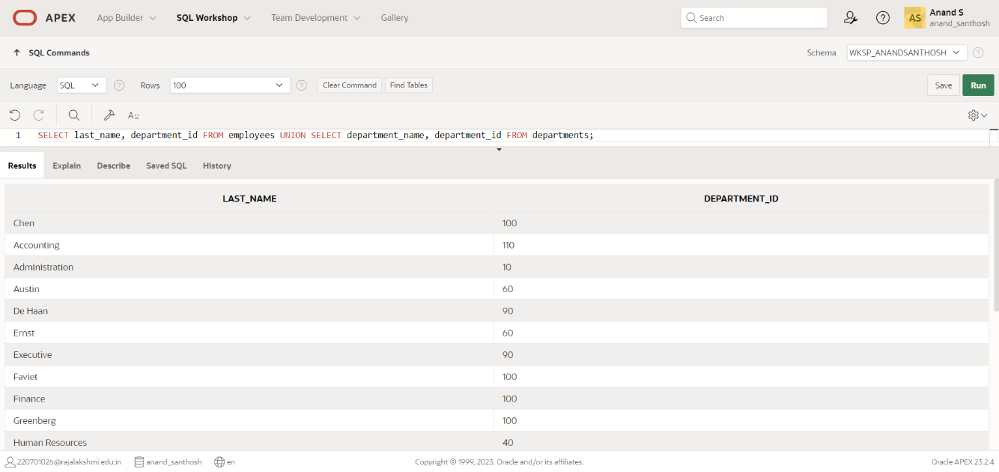 APEX App Builder SQL Workshop Team Development Gallery Search AS Anand S
anand_santhosh
SQL Commands Schema WKSP_ANANDSANTHOSH
Language SQL Rows 100 Clear Command Find Tables Save Run
A
1 SELECT last_name, department_id FROM employees UNION SELECT department_name, department_id FROM departments;
Results Explain Describe Saved SQL History
LAST_NAME DEPARTMENT_ID
Chen 100
Accounting 110
Administration 10
Austin 60
De Haan 90
Ernst 60
Executive 90
Faviet 100
Finance 100
Greenberg 100
Human Resources 40
220701026@rajalakshmi.edu.in anand_santhosh en Copyright © 1999, 2023, Oracle and/or its affiliates. Oracle APEX 23.2.4